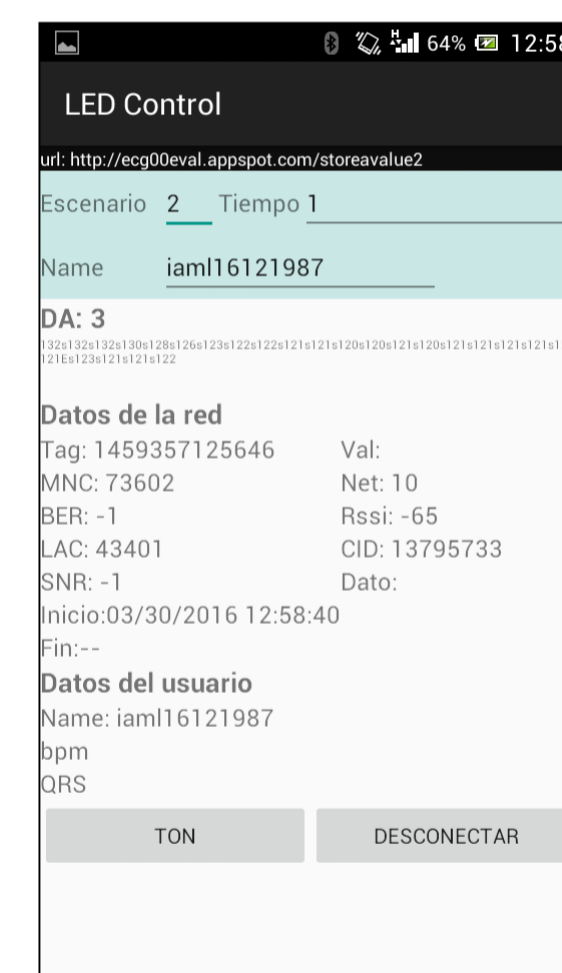 64% 12:58
LED Control
url: http://ecg00eval.appspot.com/storeavalue2
Escenario 2 Tiempo 1
Name iaml16121987
DA: 3
132s132s132s130s128s126s123s122s122s121s121s120s120s121s120s121s121s121s121s1
121Es123s121s121s122
Datos de la red
Tag: 1459357125646 Val:
MNC: 73602 Net: 10
BER: -1 Rssi: -65
LAC: 43401 CID: 13795733
SNR: -1 Dato:
Inicio:03/30/2016 12:58:40
Fin:--
Datos del usuario
Name: iaml16121987
bpm
QRS
TON DESCONECTAR